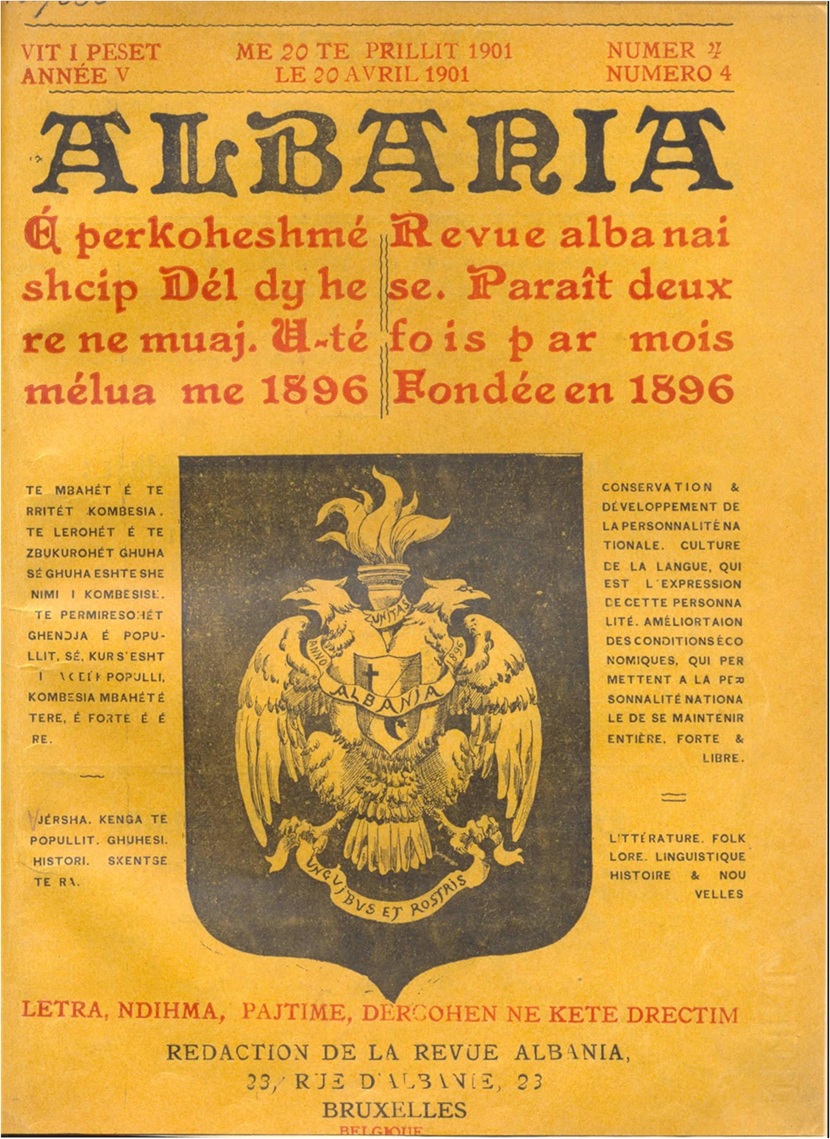 VIT I PESET
ANNÉE V
ME 20 TE PRILLIT 1901
LE 20 AVRIL 1901
NUMER 4
NUMERO 4
ALBANIA
É perkoheshmé
shcip Dél dy he
re ne muaj. U-té
mélua me 1896
Revue albanai
se. Paraît deux
fois par mois
Fondée en 1896
TE MBAHÉT É TE
RRITÉT KOMBESIA.
TE LEROHÉT É TE
ZBUKUROHÉT GHUHA
SÉ GHUHA ESHTE SHE
NIMI I KOMBESISE.
TE PERMIRESOHÉT
GHENDJA É POPU-
LLIT, SÉ, KUR S'ESHT
I POPULLI,
KOMBESIA MBAHÉT É
TERE, É FORTE É É
RE.
VJÉRSHA. KENGA TE
POPULLIT. GHUHESI.
HISTORI. SXENTSE
TE RA.
UNITAS
ANNO 1896
ALBANIA
UNGUIBUS ET ROSTRIS
CONSERVATION &
DÉVELOPPEMENT DE
LA PERSONNALITÉ NA
TIONALE. CULTURE
DE LA LANGUE, QUI
EST L'EXPRESSION
DE CETTE PERSONNA
LITÉ. AMÉLIORTAION
DES CONDITIONS ÉCO
NOMIQUES, QUI PER
METTENT A LA PER
SONNALITÉ NATIONA
LE DE SE MAINTENIR
ENTIÈRE, FORTE &
LIBRE.
L'TTÉRATURE. FOLK
LORE. LINGUISTIQUE
HISTOIRE & NOU
VELLES
LETRA, NDIHMA, PAJTIME, DERGOHEN NE KETE DRECTIM
REDACTION DE LA REVUE ALBANIA,
23, RUE D'ALBANIE, 23
BRUXELLES
BELGIQUE